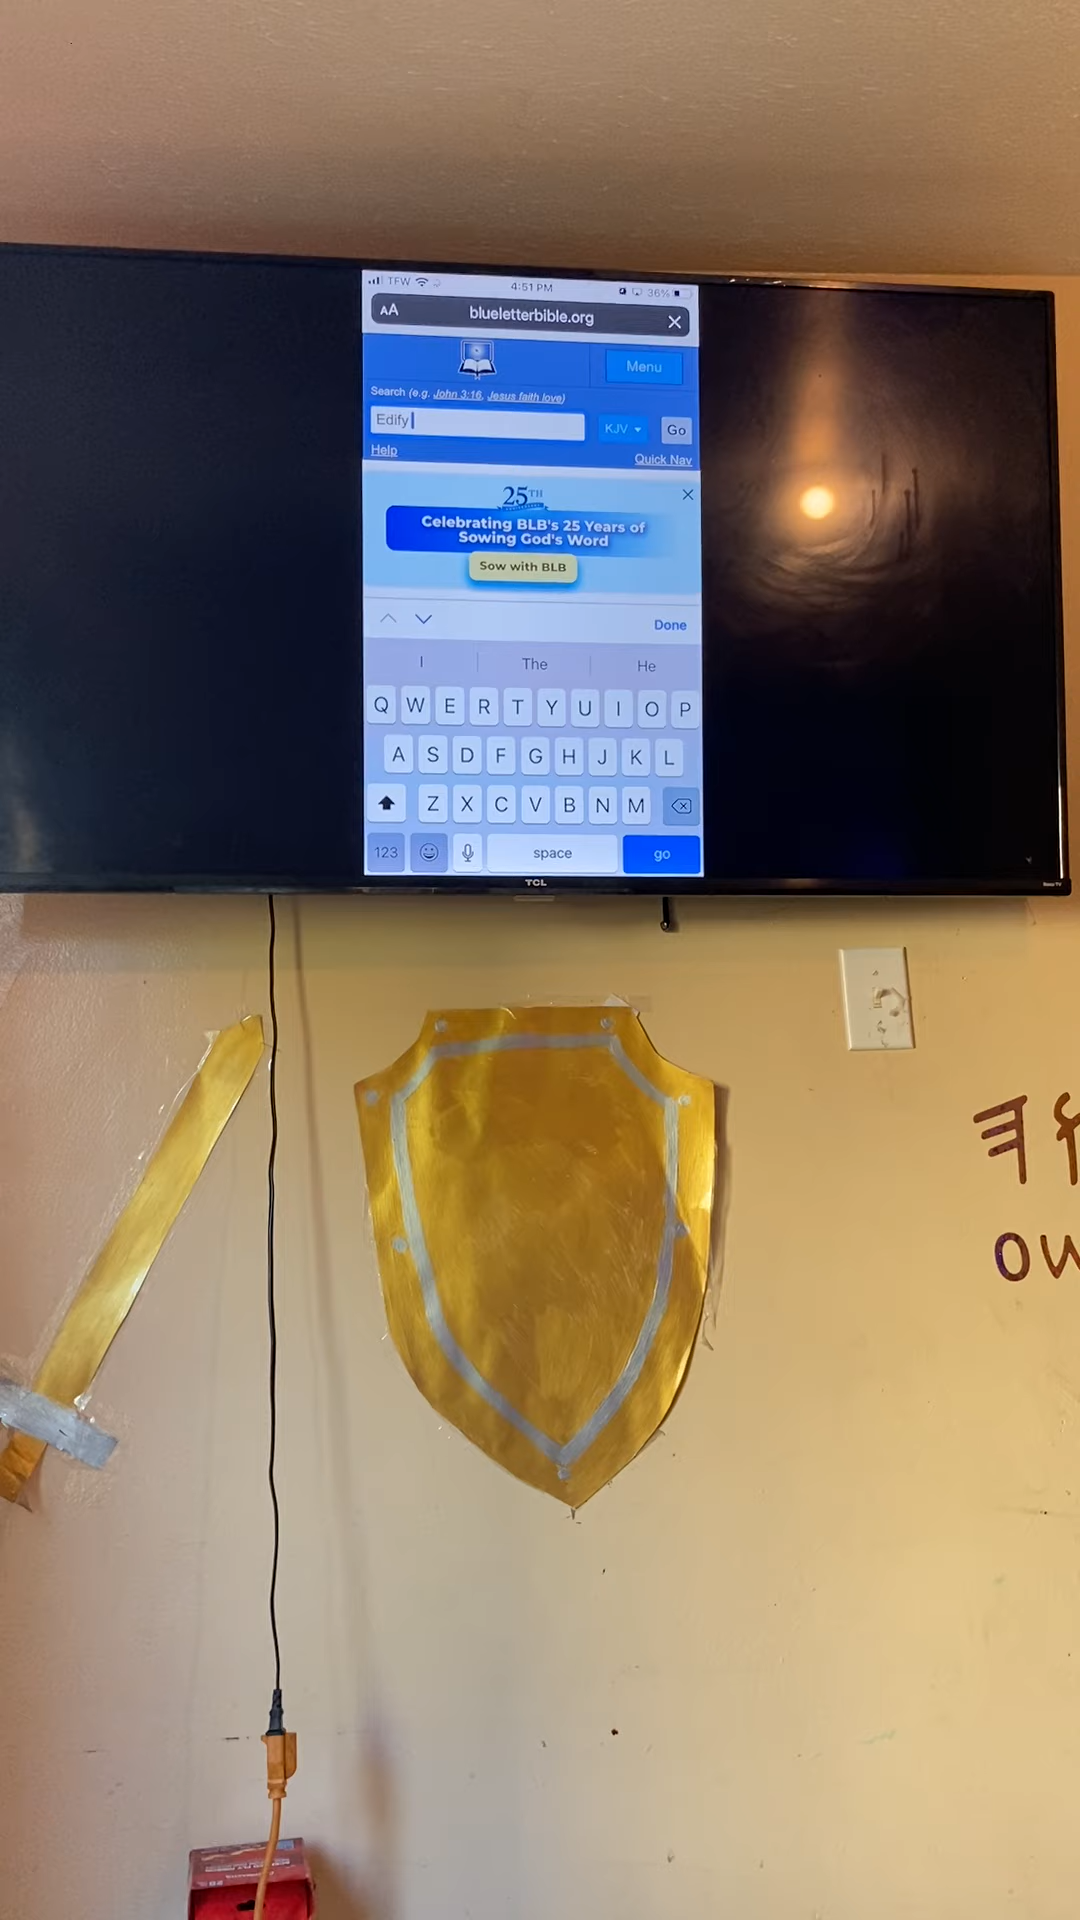 TFW 4:51 PM 36%
AA blueletterbible.org
Menu
Search (e.g. John 3:16, Jesus faith love)
Edify KJV Go
Help Quick Nav
25TH
Celebrating BLB's 25 Years of
Sowing God's Word
Sow with BLB
Done
I The He
Q W E R T Y U I O P
A S D F G H J K L
Z X C V B N M
123 space go
TCL
Roku TV